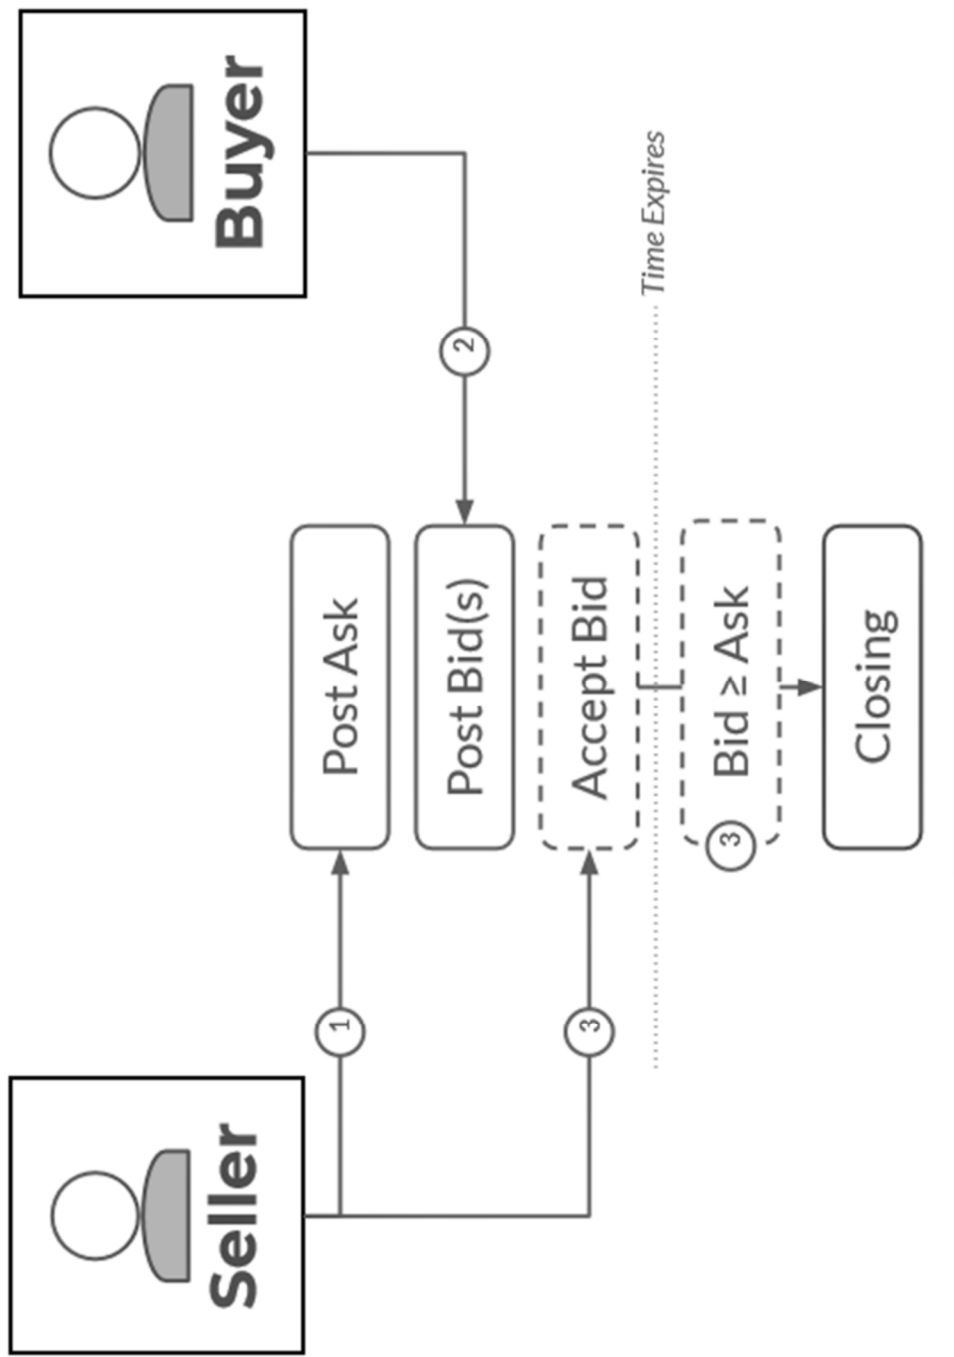 Seller
Buyer
1
Post Ask
Post Bid(s)
2
3
Accept Bid
Time Expires
3
Bid ≥ Ask
Closing